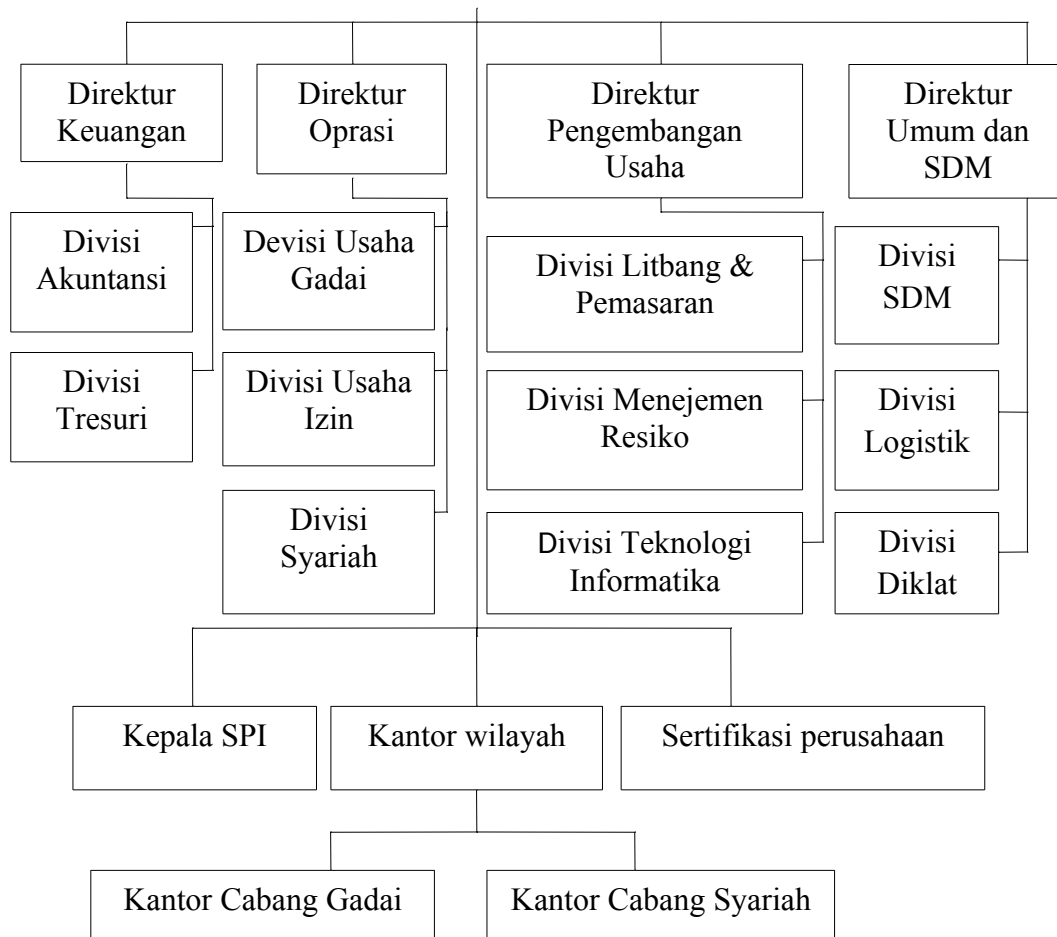 Direktur
Keuangan
Direktur
Oprasi
Direktur
Pengembangan
Usaha
Direktur
Umum dan
SDM
Divisi
Akuntansi
Devisi Usaha
Gadai
Divisi Litbang &
Pemasaran
Divisi
SDM
Divisi
Tresuri
Divisi Usaha
Izin
Divisi Menejemen
Resiko
Divisi
Logistik
Divisi
Syariah
Divisi Teknologi
Informatika
Divisi
Diklat
Kepala SPI
Kantor wilayah
Sertifikasi perusahaan
Kantor Cabang Gadai
Kantor Cabang Syariah